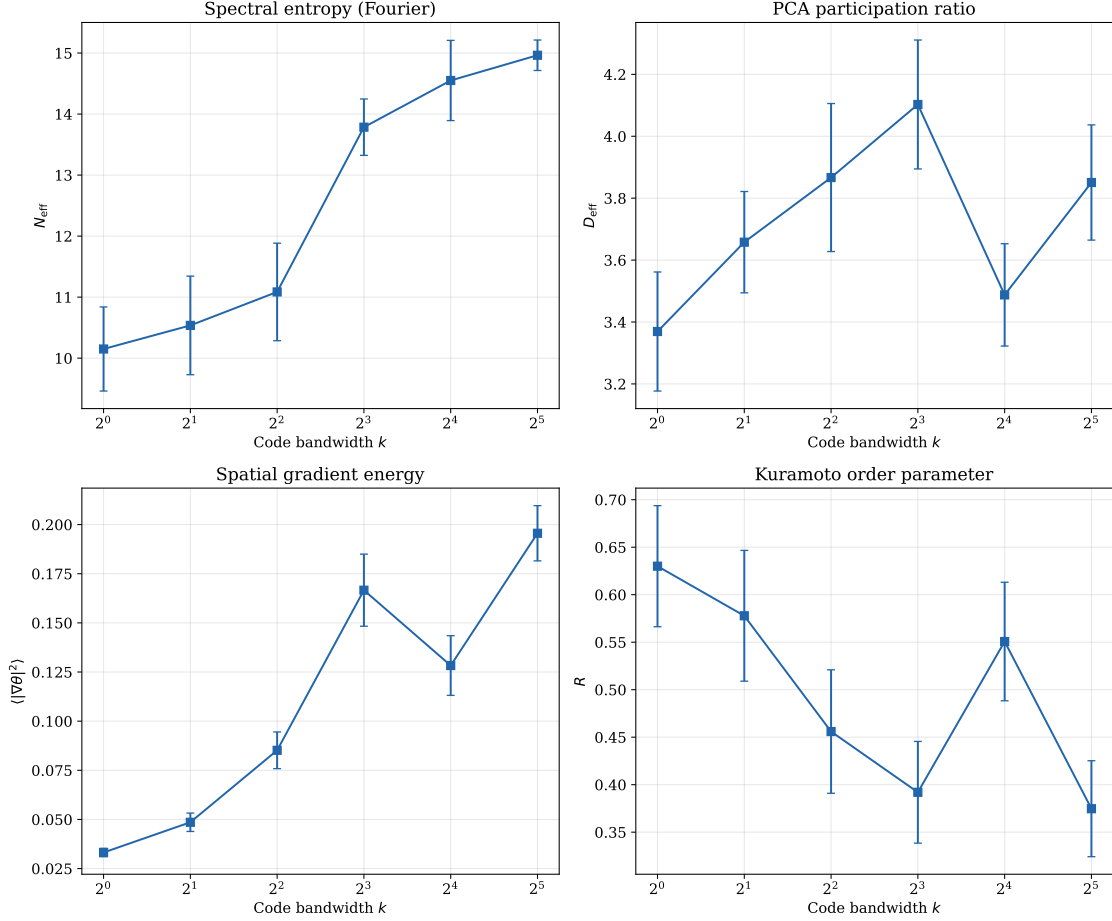 Spectral entropy (Fourier)
15
14
13
12
11
10
N_eff
2^0 2^1 2^2 2^3 2^4 2^5
Code bandwidth k
PCA participation ratio
4.2
4.0
3.8
3.6
3.4
3.2
D_eff
2^0 2^1 2^2 2^3 2^4 2^5
Code bandwidth k
Spatial gradient energy
0.200
0.175
0.150
0.125
0.100
0.075
0.050
0.025
⟨|∇θ|²⟩
2^0 2^1 2^2 2^3 2^4 2^5
Code bandwidth k
Kuramoto order parameter
0.70
0.65
0.60
0.55
0.50
0.45
0.40
0.35
R
2^0 2^1 2^2 2^3 2^4 2^5
Code bandwidth k